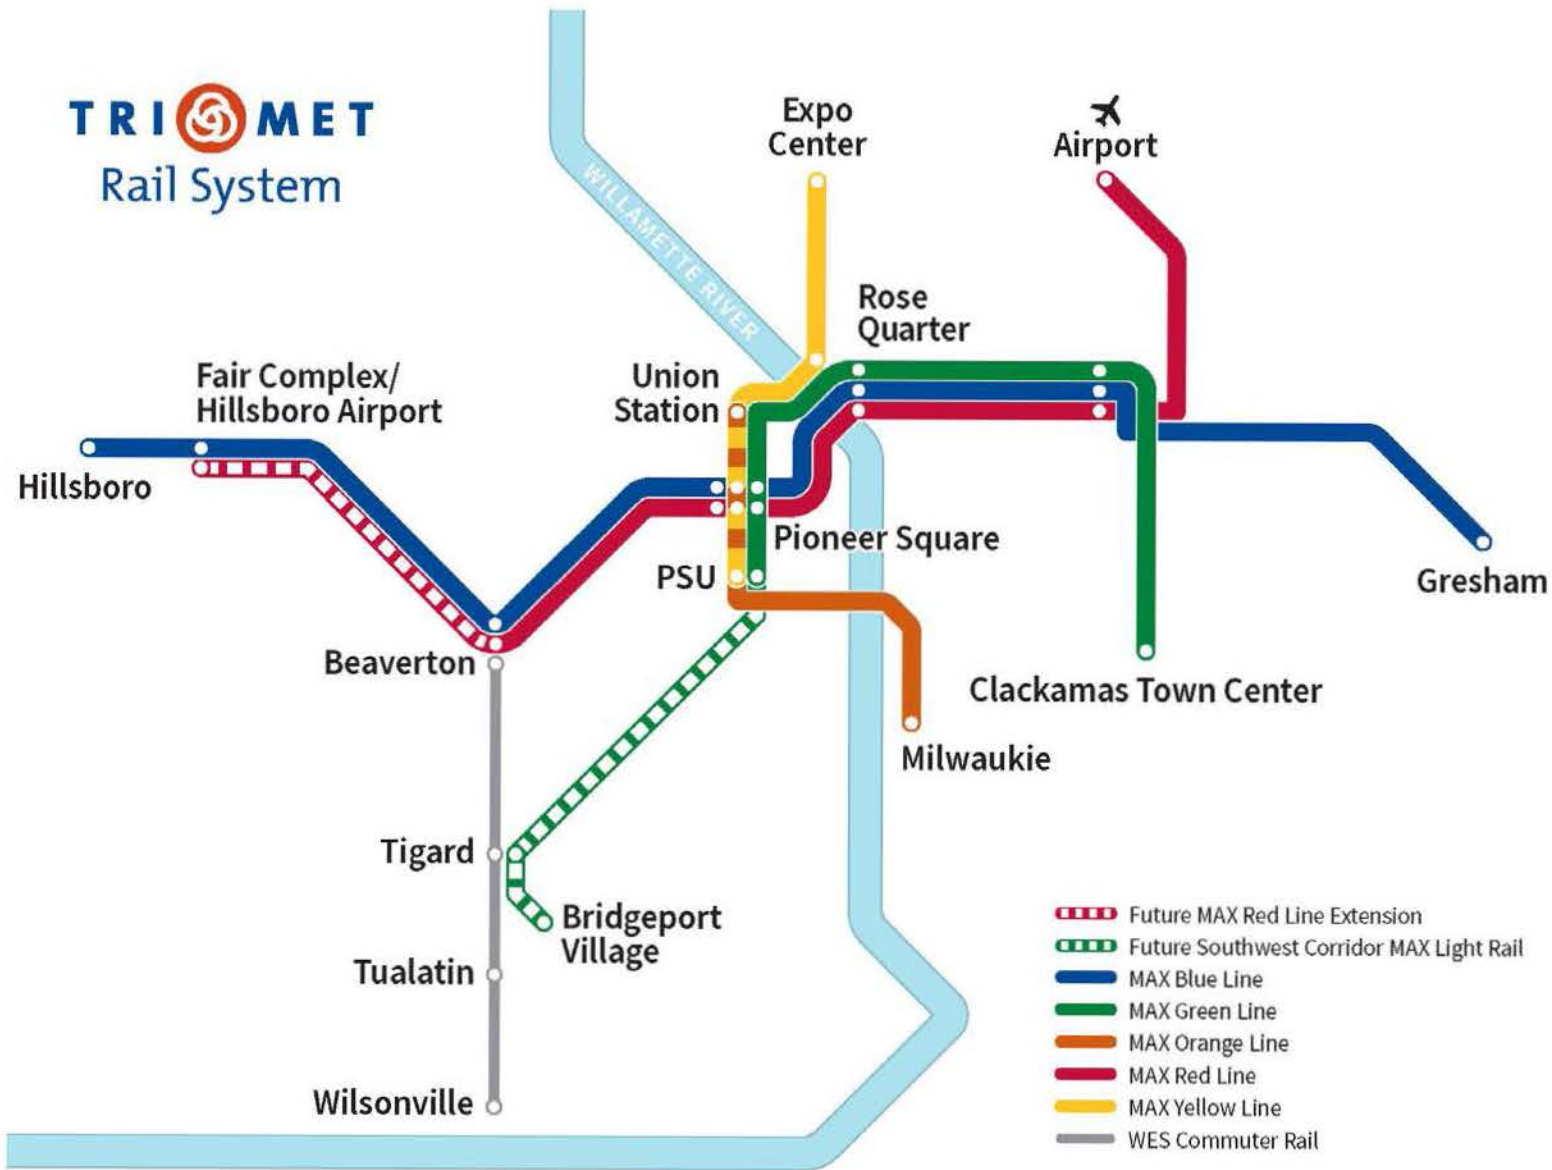 TRI MET
Rail System
Expo
Center
Airport
WILLAMETTE RIVER
Rose
Quarter
Fair Complex/
Hillsboro Airport
Union
Station
Hillsboro
Pioneer Square
PSU
Gresham
Beaverton
Clackamas Town Center
Milwaukie
Tigard
Bridgeport
Village
Tualatin
Wilsonville
Future MAX Red Line Extension
Future Southwest Corridor MAX Light Rail
MAX Blue Line
MAX Green Line
MAX Orange Line
MAX Red Line
MAX Yellow Line
WES Commuter Rail